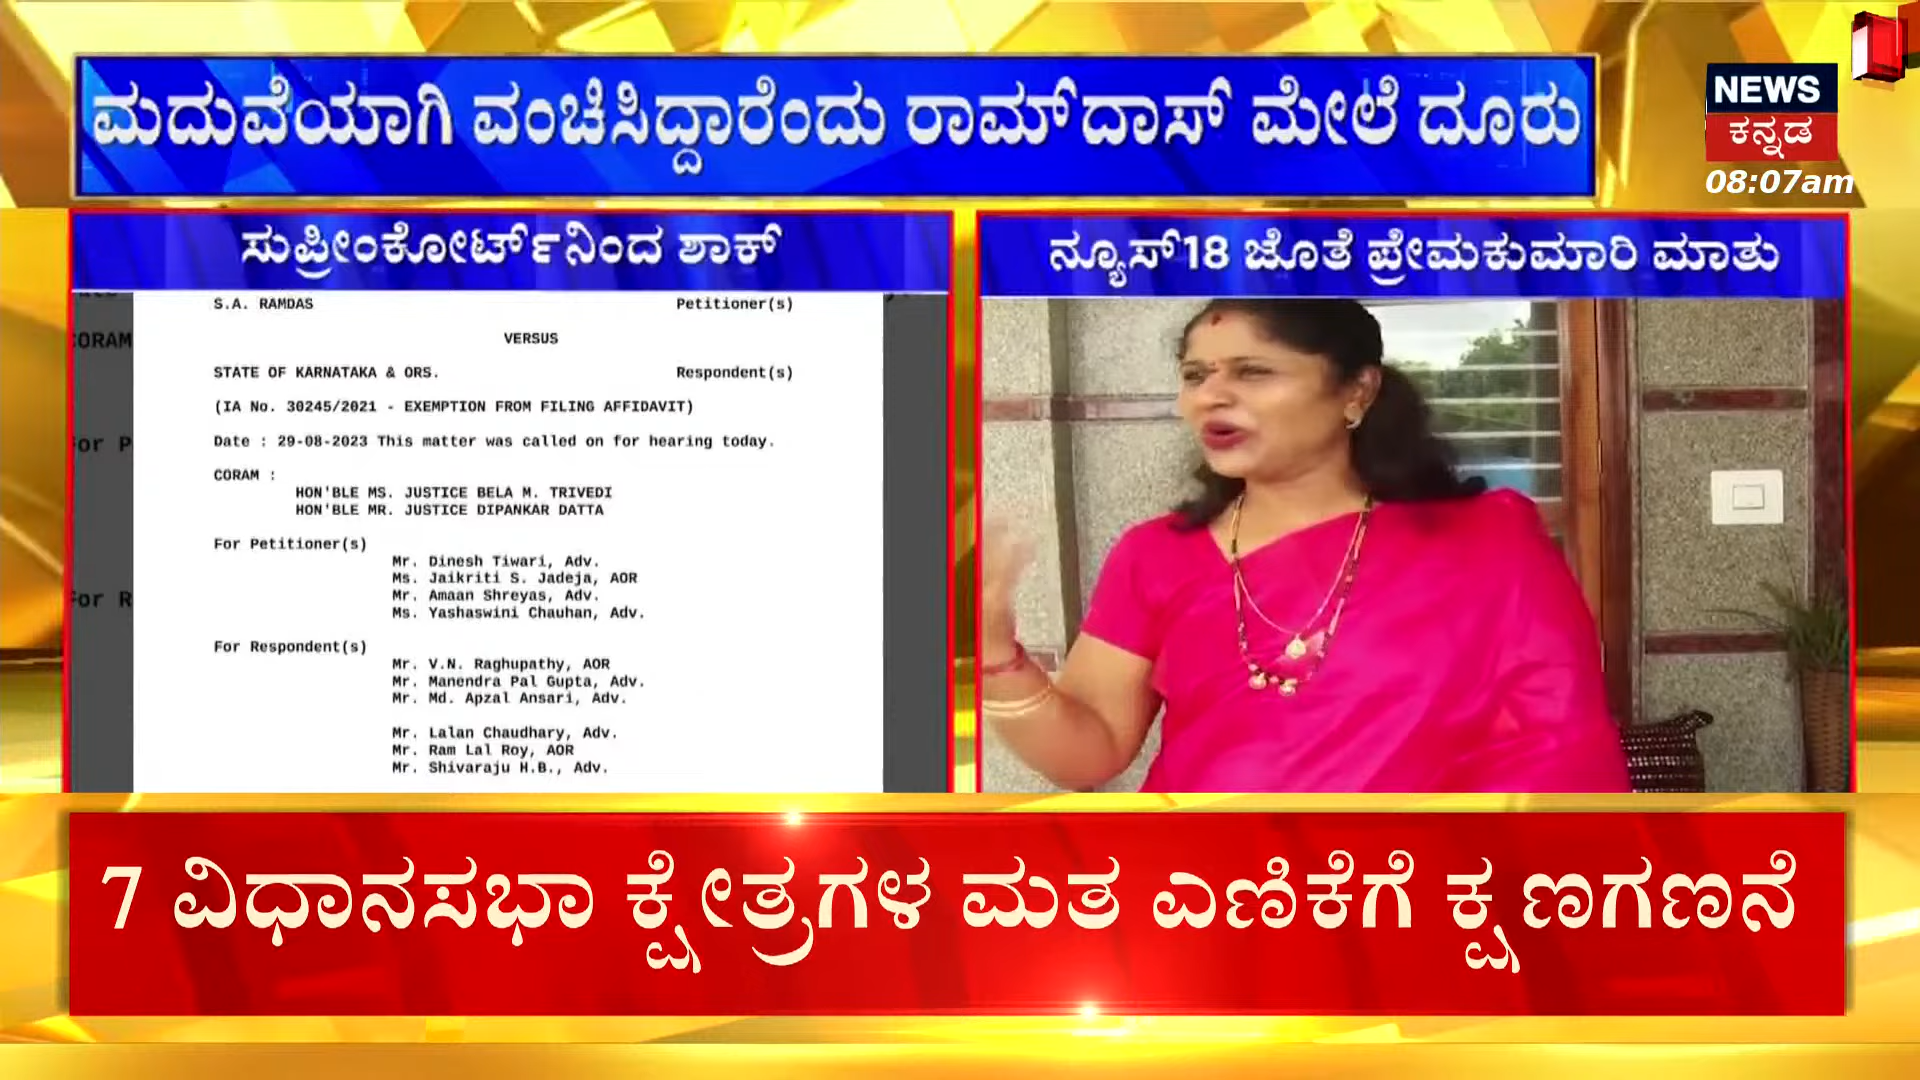 ಮದುವೆಯಾಗಿ ವಂಚಿಸಿದ್ದಾರೆಂದು ರಾಮ್‌ದಾಸ್ ಮೇಲೆ ದೂರು
NEWS
ಕನ್ನಡ
08:07am
ಸುಪ್ರೀಂಕೋರ್ಟ್‌ನಿಂದ ಶಾಕ್
S.A. RAMDAS Petitioner(s)
VERSUS
STATE OF KARNATAKA & ORS. Respondent(s)
(IA No. 30245/2021 - EXEMPTION FROM FILING AFFIDAVIT)
Date : 29-08-2023 This matter was called on for hearing today.
CORAM :
HON'BLE MS. JUSTICE BELA M. TRIVEDI
HON'BLE MR. JUSTICE DIPANKAR DATTA
For Petitioner(s)
Mr. Dinesh Tiwari, Adv.
Ms. Jaikriti S. Jadeja, AOR
Mr. Amaan Shreyas, Adv.
Ms. Yashaswini Chauhan, Adv.
For Respondent(s)
Mr. V.N. Raghupathy, AOR
Mr. Manendra Pal Gupta, Adv.
Mr. Md. Apzal Ansari, Adv.
Mr. Lalan Chaudhary, Adv.
Mr. Ram Lal Roy, AOR
Mr. Shivaraju H.B., Adv.
ನ್ಯೂಸ್18 ಜೊತೆ ಪ್ರೇಮಕುಮಾರಿ ಮಾತು
7 ವಿಧಾನಸಭಾ ಕ್ಷೇತ್ರಗಳ ಮತ ಎಣಿಕೆಗೆ ಕ್ಷಣಗಣನೆ